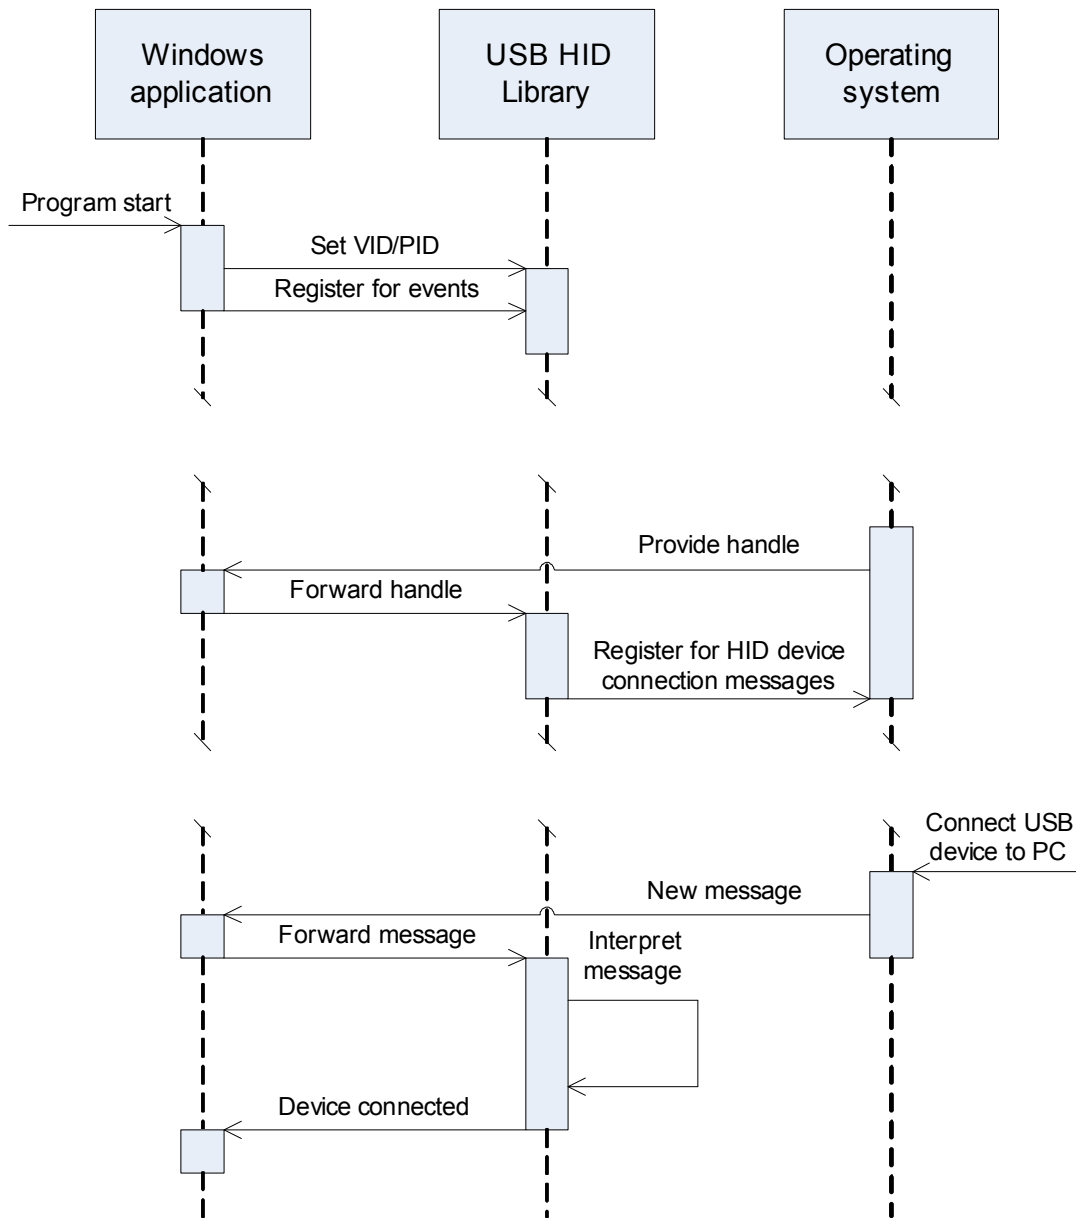 Windows
application
USB HID
Library
Operating
system
Program start
Set VID/PID
Register for events
Provide handle
Forward handle
Register for HID device
connection messages
Connect USB
device to PC
New message
Forward message
Interpret
message
Device connected